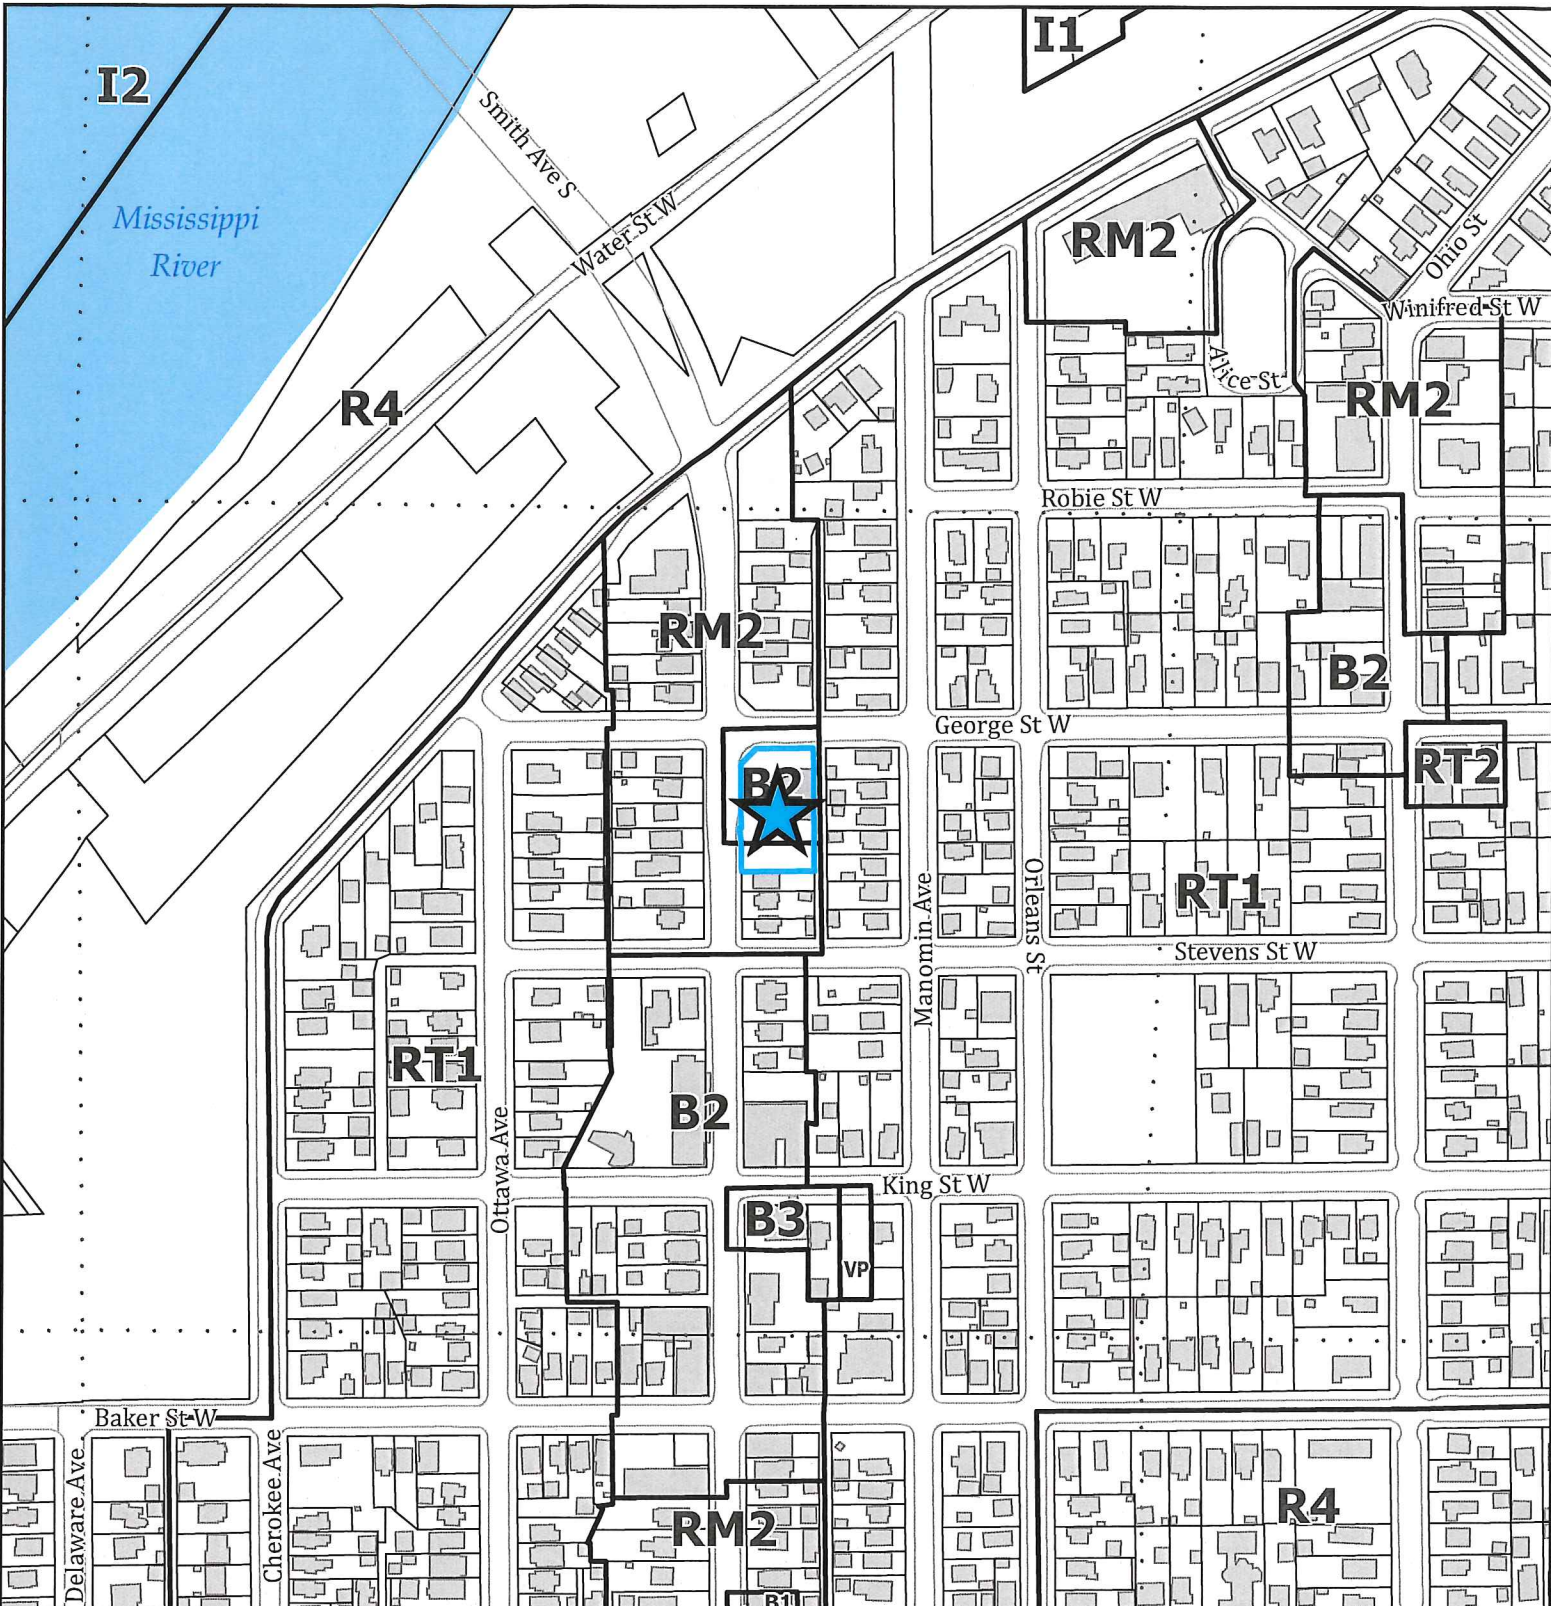 I2
I1
Smith Ave S
Mississippi
River
Water St W
RM2
Ohio St
Winifred St W
Alice St
R4
RM2
Robie St W
RM2
B2
George St W
B2
RT2
Manomin Ave
Orleans St
RT1
Stevens St W
RT1
B2
Ottawa Ave
King St W
B3
VP
Baker St W
Cherokee Ave
Delaware Ave
RM2
R4
B1